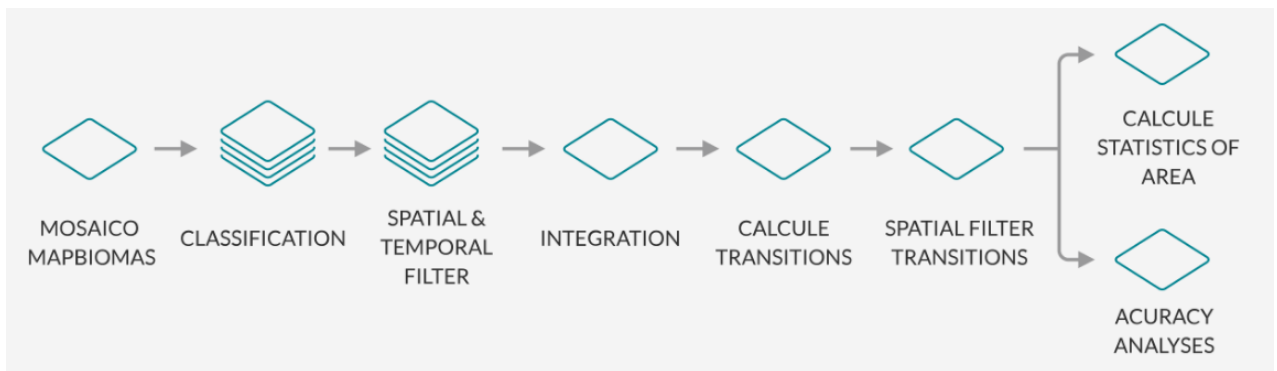 MOSAICO
MAPBIOMAS
CLASSIFICATION
SPATIAL &
TEMPORAL
FILTER
INTEGRATION
CALCULE
TRANSITIONS
SPATIAL FILTER
TRANSITIONS
CALCULE
STATISTICS OF
AREA
ACURACY
ANALYSES